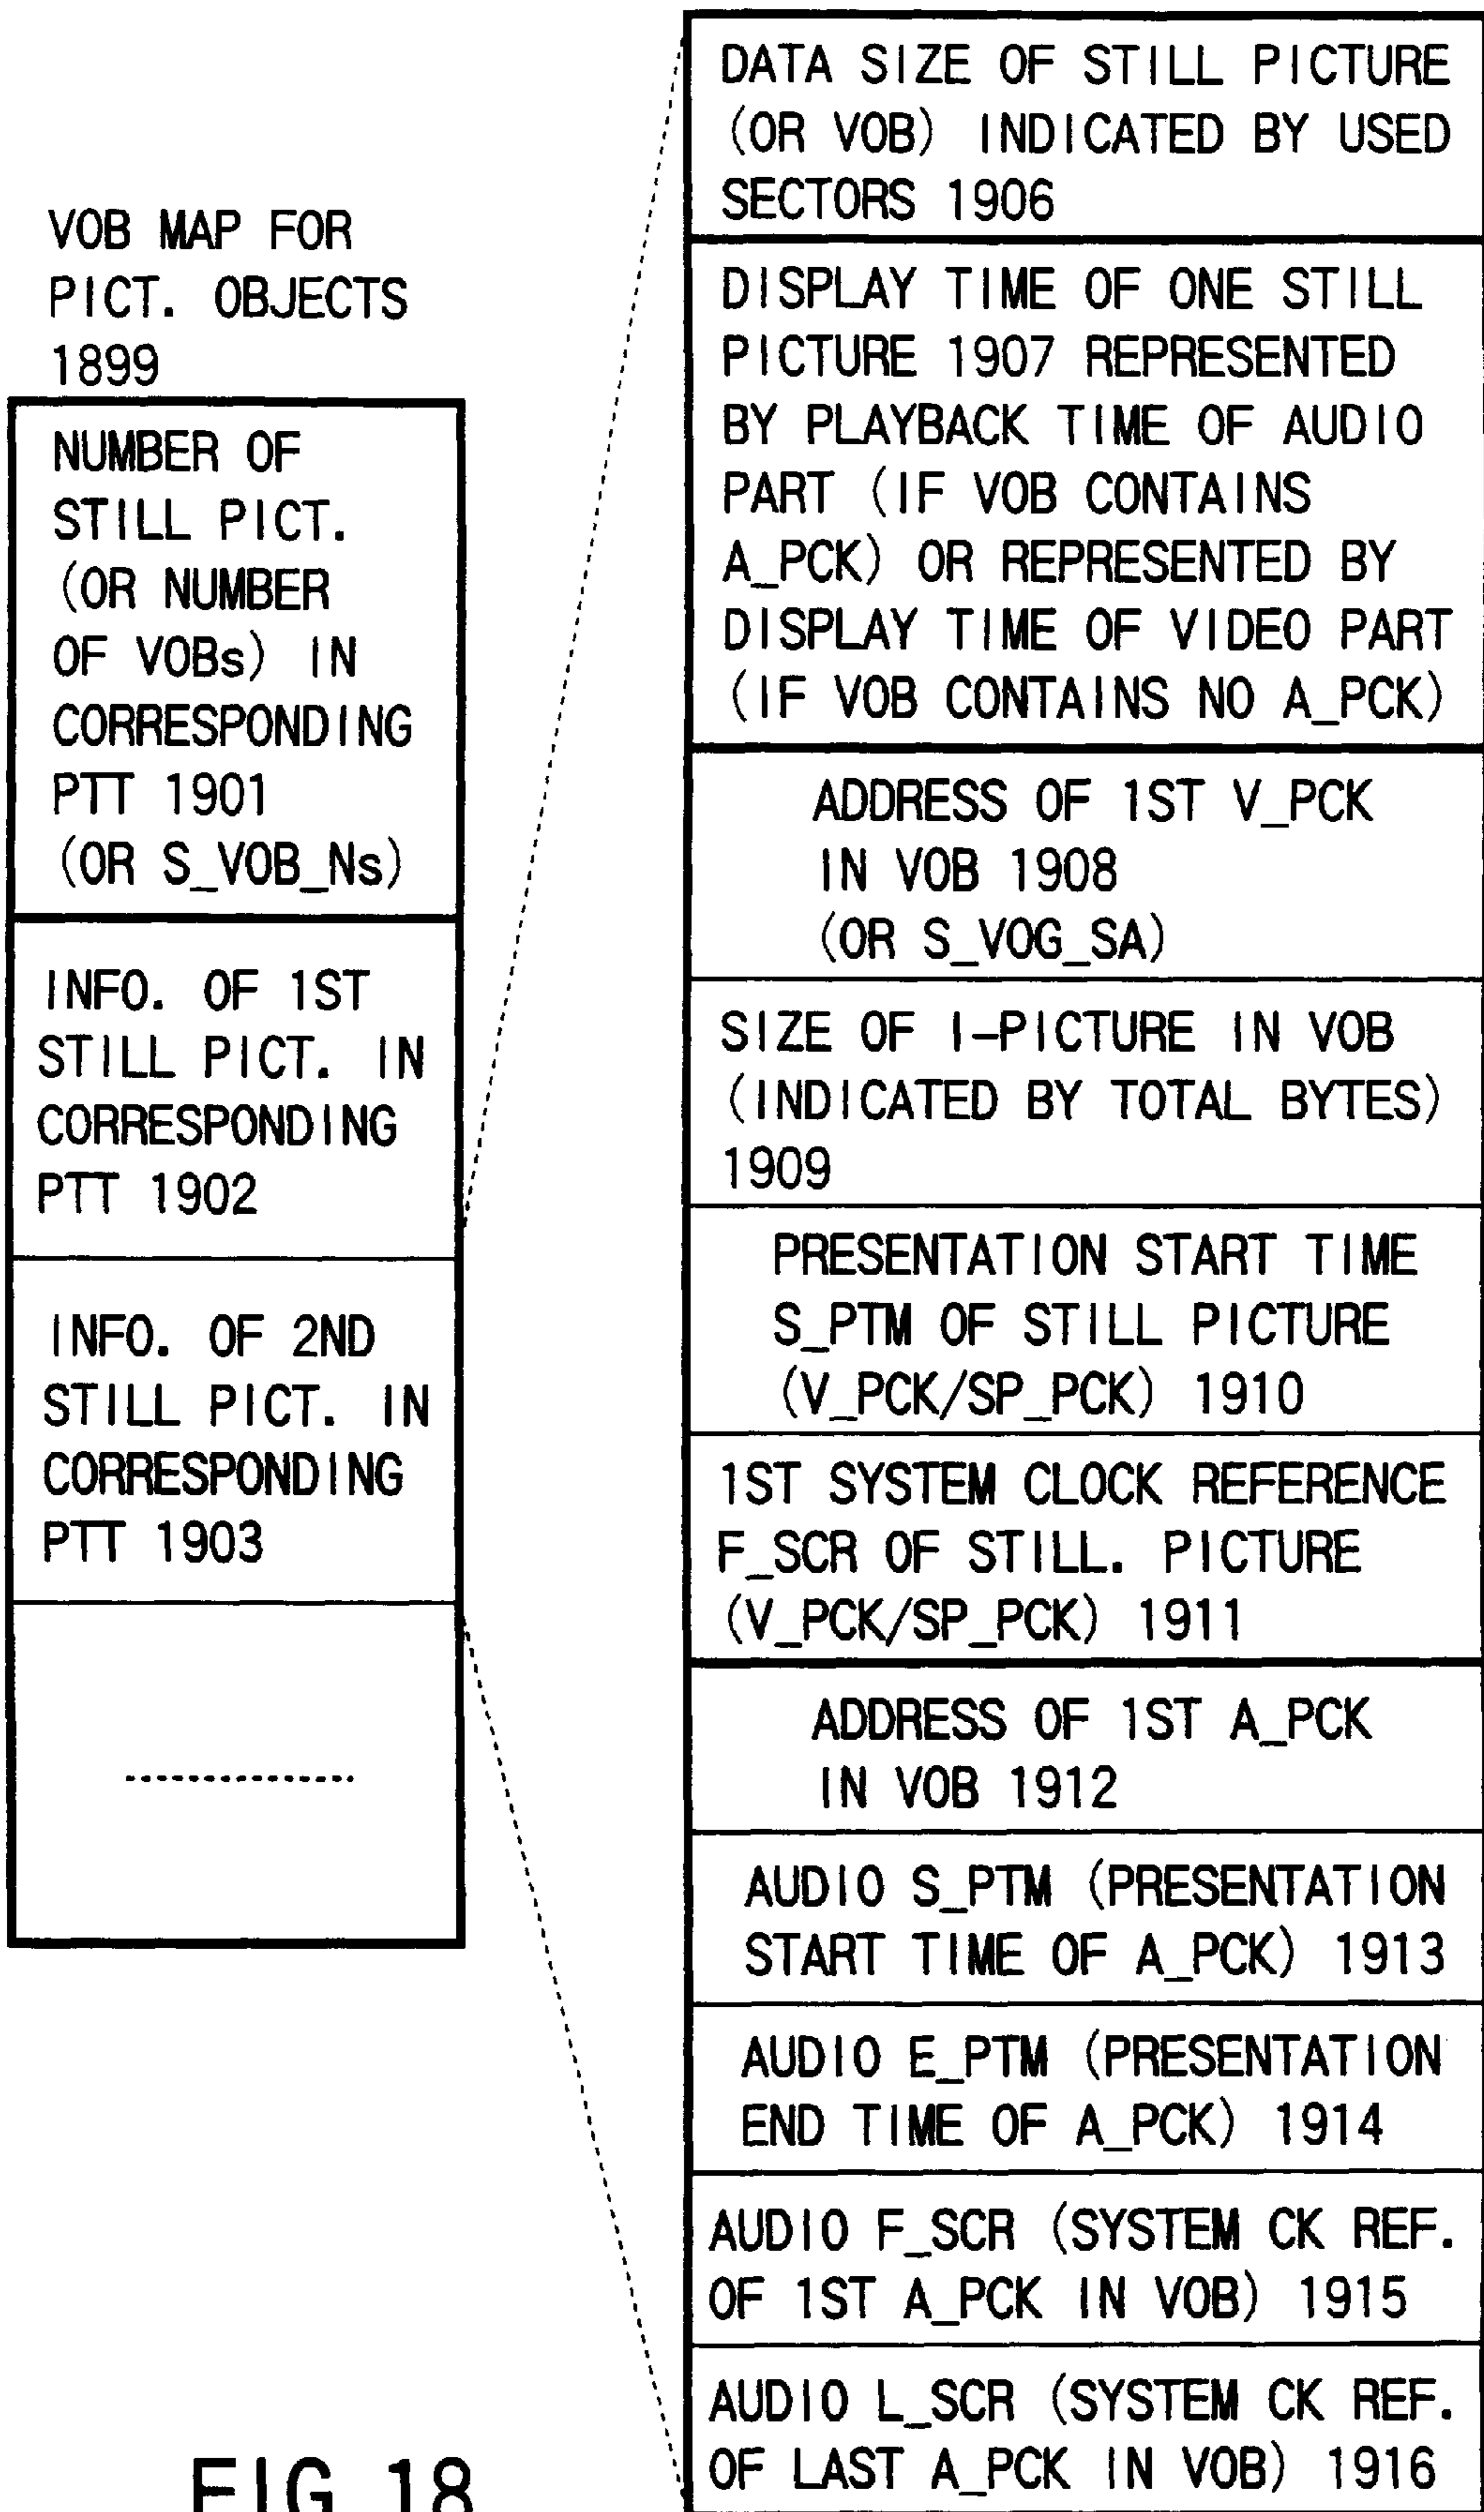 VOB MAP FOR
PICT. OBJECTS
1899
NUMBER OF
STILL PICT.
(OR NUMBER
OF VOBs) IN
CORRESPONDING
PTT 1901
(OR S_VOB_Ns)
INFO. OF 1ST
STILL PICT. IN
CORRESPONDING
PTT 1902
INFO. OF 2ND
STILL PICT. IN
CORRESPONDING
PTT 1903
DATA SIZE OF STILL PICTURE
(OR VOB) INDICATED BY USED
SECTORS 1906
DISPLAY TIME OF ONE STILL
PICTURE 1907 REPRESENTED
BY PLAYBACK TIME OF AUDIO
PART (IF VOB CONTAINS
A_PCK) OR REPRESENTED BY
DISPLAY TIME OF VIDEO PART
(IF VOB CONTAINS NO A_PCK)
ADDRESS OF 1ST V_PCK
IN VOB 1908
(OR S_VOG_SA)
SIZE OF I-PICTURE IN VOB
(INDICATED BY TOTAL BYTES)
1909
PRESENTATION START TIME
S_PTM OF STILL PICTURE
(V_PCK/SP_PCK) 1910
1ST SYSTEM CLOCK REFERENCE
F_SCR OF STILL. PICTURE
(V_PCK/SP_PCK) 1911
ADDRESS OF 1ST A_PCK
IN VOB 1912
AUDIO S_PTM (PRESENTATION
START TIME OF A_PCK) 1913
AUDIO E_PTM (PRESENTATION
END TIME OF A_PCK) 1914
AUDIO F_SCR (SYSTEM CK REF.
OF 1ST A_PCK IN VOB) 1915
AUDIO L_SCR (SYSTEM CK REF.
OF LAST A_PCK IN VOB) 1916
FIG. 18